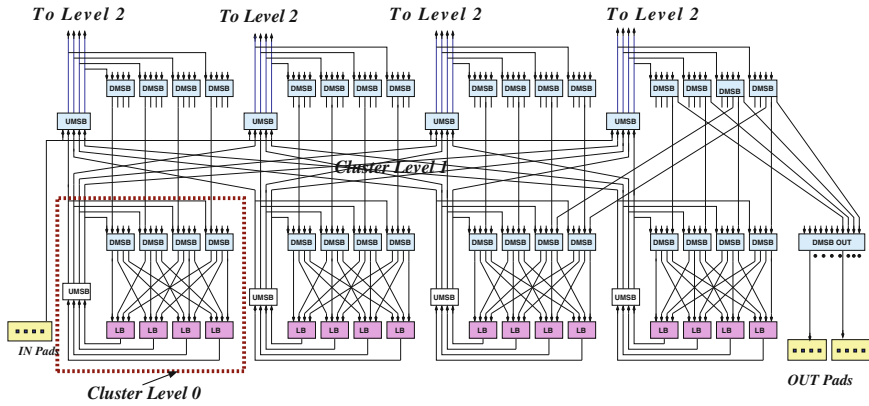 To Level 2 To Level 2 To Level 2 To Level 2
DMSB DMSB DMSB DMSB DMSB DMSB DMSB DMSB DMSB DMSB DMSB DMSB DMSB DMSB DMSB DMSB
UMSB UMSB UMSB UMSB
Cluster Level 1
DMSB DMSB DMSB DMSB DMSB DMSB DMSB DMSB DMSB DMSB DMSB DMSB DMSB DMSB DMSB DMSB DMSB OUT
UMSB UMSB UMSB UMSB
LB LB LB LB LB LB LB LB LB LB LB LB LB LB LB LB
IN Pads
Cluster Level 0
OUT Pads